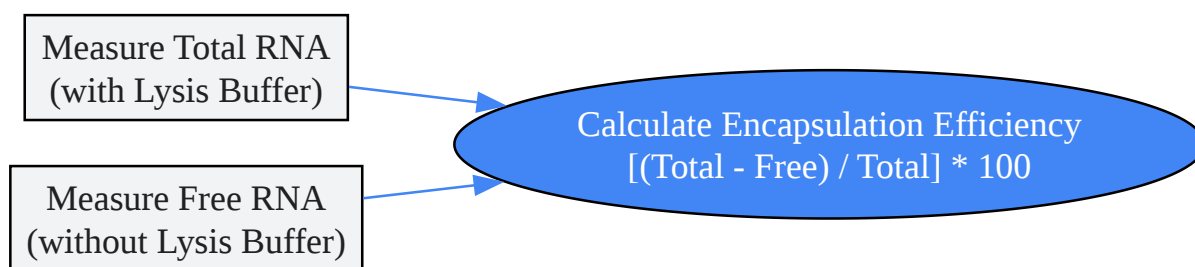 Measure Total RNA
(with Lysis Buffer)
Calculate Encapsulation Efficiency
[(Total - Free) / Total] * 100
Measure Free RNA
(without Lysis Buffer)